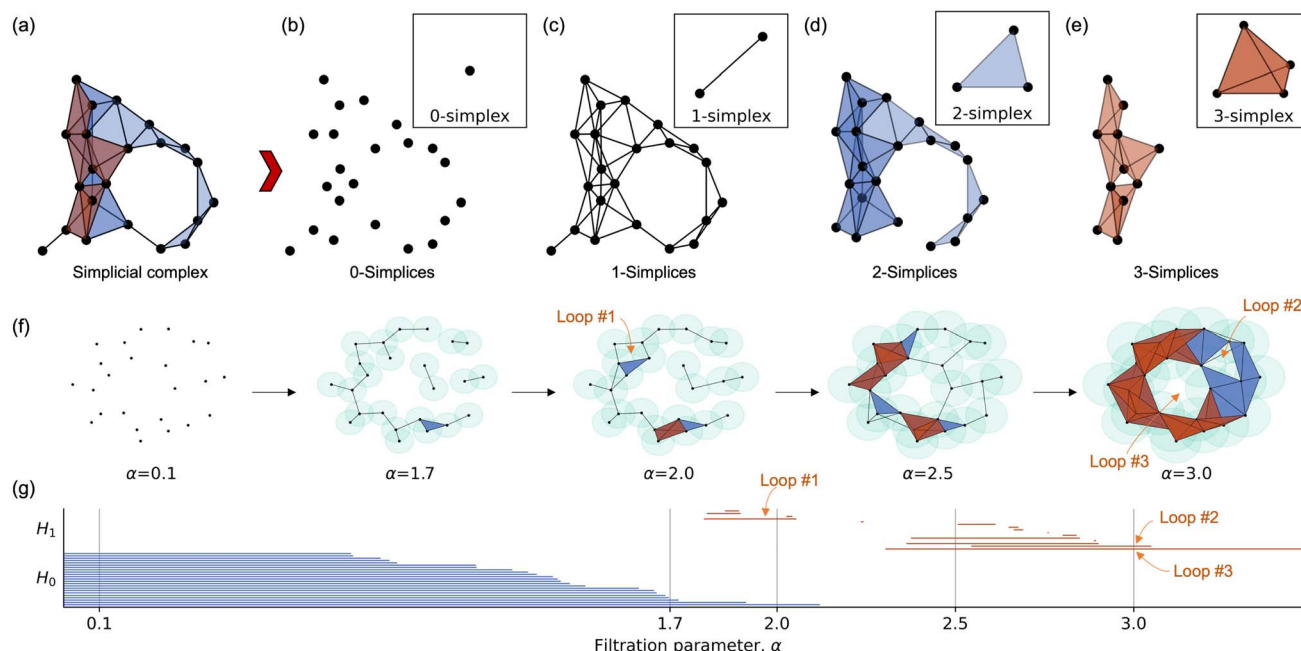 (a)
(b)
(c)
(d)
(e)
0-simplex
1-simplex
2-simplex
3-simplex
Simplicial complex
0-Simplices
1-Simplices
2-Simplices
3-Simplices
(f)
Loop #1
Loop #2
Loop #3
α=0.1
α=1.7
α=2.0
α=2.5
α=3.0
(g)
Loop #1
H₁
Loop #2
H₀
Loop #3
0.1
1.7
2.0
2.5
3.0
Filtration parameter, α